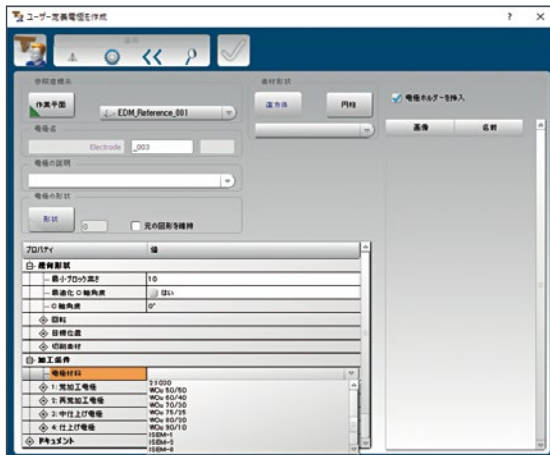 ユーザー定義電極を作成
? ×
適用
参照座標系
作業平面
EDM_Reference_001
電極名
Electrode
_003
電極の説明
電極の形状
形状
0
元の図形を維持
素材形状
直方体
円柱
電極ホルダーを挿入
画像
名前
プロパティ
値
幾何形状
最小ブロック高さ
10
最適化 C 軸角度
はい
C 軸角度
0°
回転
目標位置
切削素材
加工条件
電極材料
1: 荒加工電極
2: 再荒加工電極
3: 中仕上げ電極
4: 仕上げ電極
ドキュメント
WCu 50/50
WCu 60/40
WCu 70/30
WCu 75/25
WCu 80/20
WCu 90/10
ISEM-1
ISEM-2